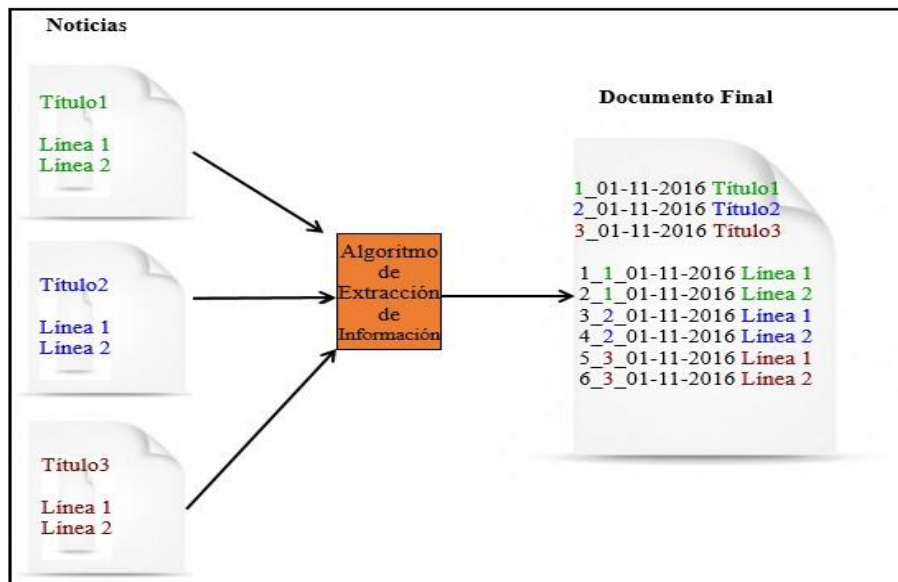 Noticias
Título1
Línea 1
Línea 2
Título2
Línea 1
Línea 2
Título3
Línea 1
Línea 2
Algoritmo
de
Extracción
de
Información
Documento Final
1_01-11-2016 Título1
2_01-11-2016 Título2
3_01-11-2016 Título3
1_1_01-11-2016 Línea 1
2_1_01-11-2016 Línea 2
3_2_01-11-2016 Línea 1
4_2_01-11-2016 Línea 2
5_3_01-11-2016 Línea 1
6_3_01-11-2016 Línea 2